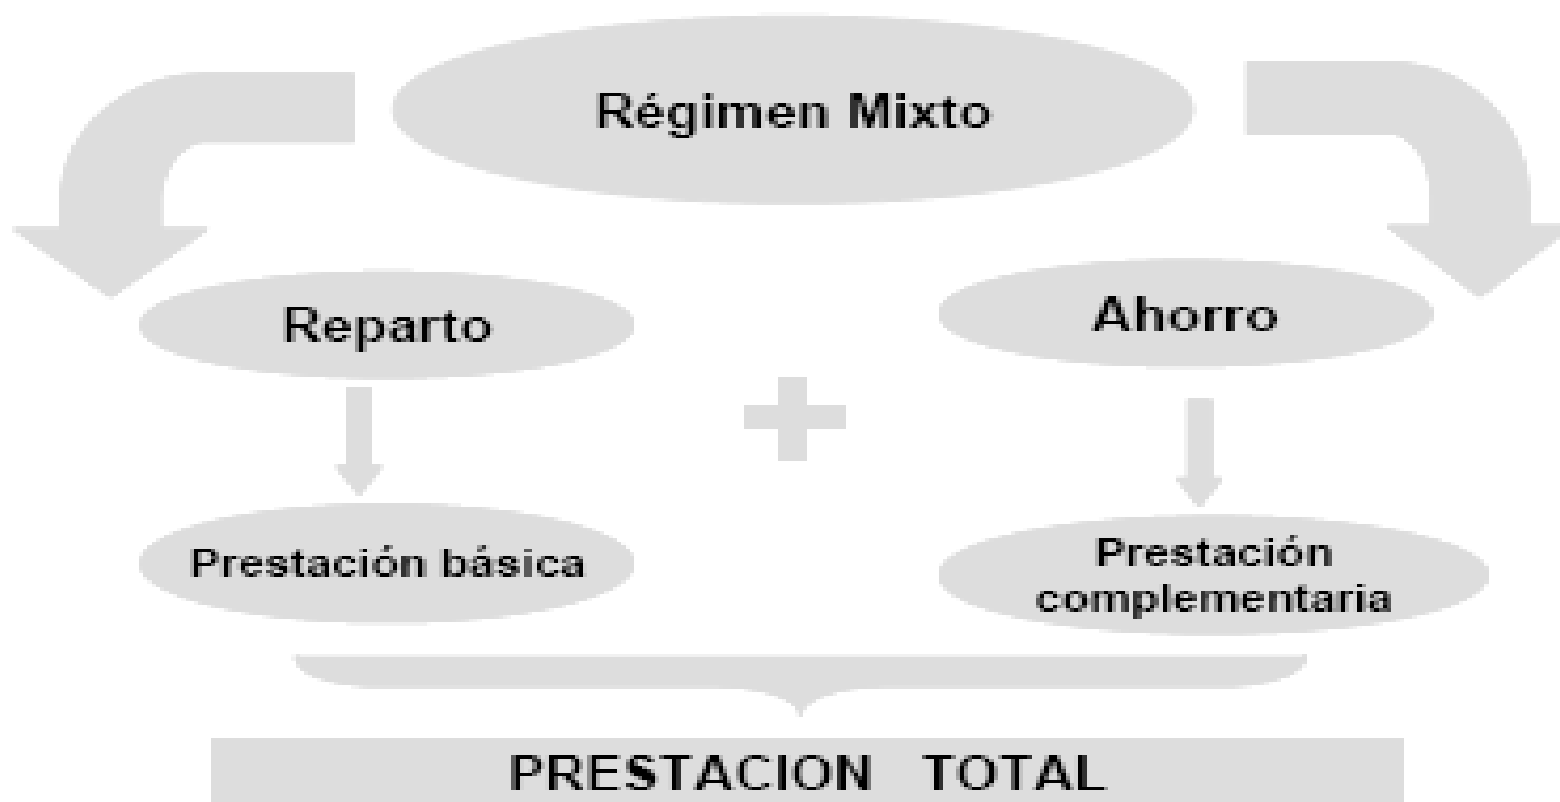 Régimen Mixto
Reparto
Ahorro
Prestación básica
Prestación
complementaria
PRESTACION TOTAL